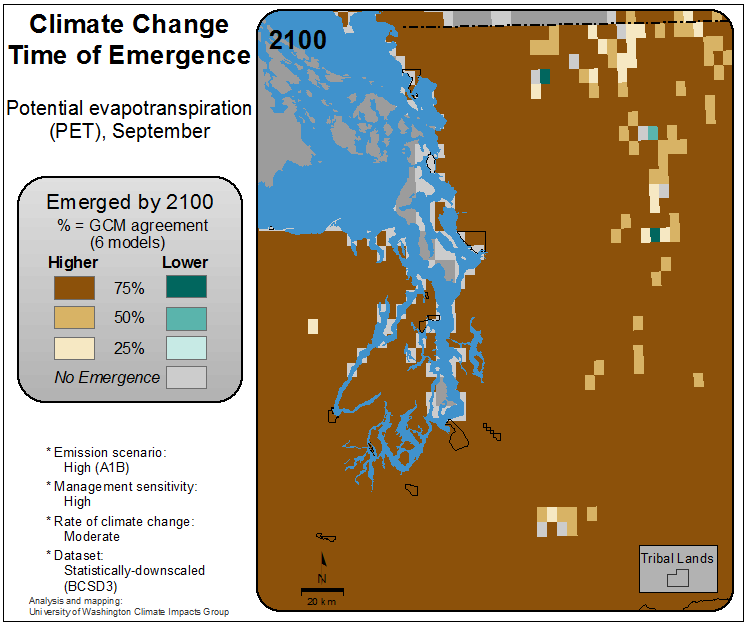 Climate Change
Time of Emergence
Potential evapotranspiration
(PET), September
Emerged by 2100
% = GCM agreement
(6 models)
Higher
Lower
75%
50%
25%
No Emergence
* Emission scenario:
High (A1B)
* Management sensitivity:
High
* Rate of climate change:
Moderate
* Dataset:
Statistically-downscaled
(BCSD3)
Analysis and mapping:
University of Washington Climate Impacts Group
2100
N
20 km
Tribal Lands